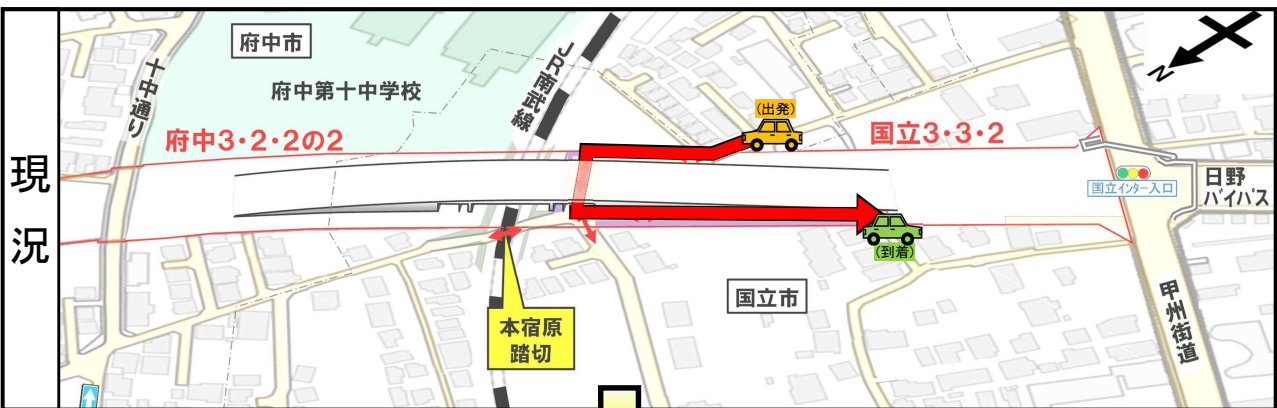 現況
府中市
十中通り
府中第十中学校
JR南武線
(出発)
府中3・2・2の2
国立3・3・2
N
国立インター入口
日野
バイパス
(到着)
国立市
本宿原
踏切
甲州街道